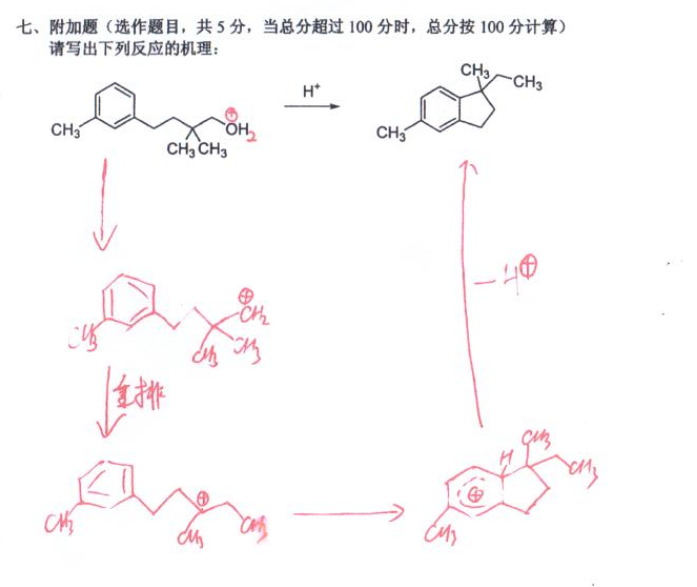 七、附加题（选作题目，共 5 分，当总分超过 100 分时，总分按 100 分计算）
请写出下列反应的机理：
CH₃ CH₃ CH₃ ⊕OH₂
H⁺
CH₃ CH₃ CH₃
⊕CH₂
CH₃ CH₃ CH₃
－H⊕
重排
CH₃ ⊕ CH₃ CH₃
H CH₃ CH₃ ⊕ CH₃